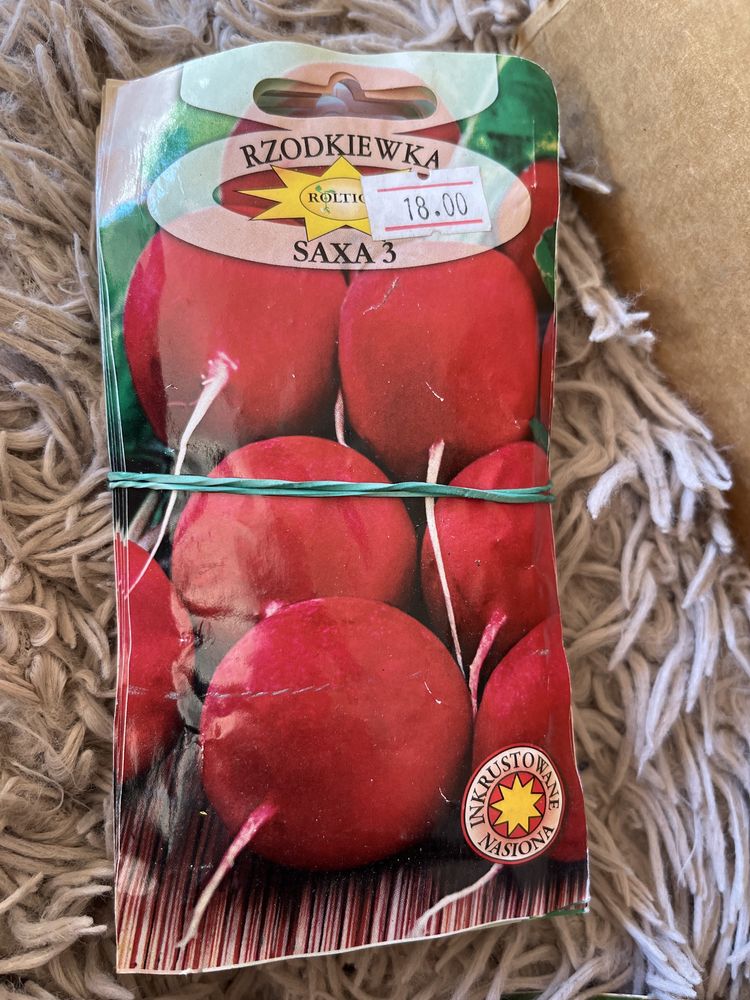 RZODKIEWKA
18.00
SAXA 3
INKRUSTOWANE
NASIONA